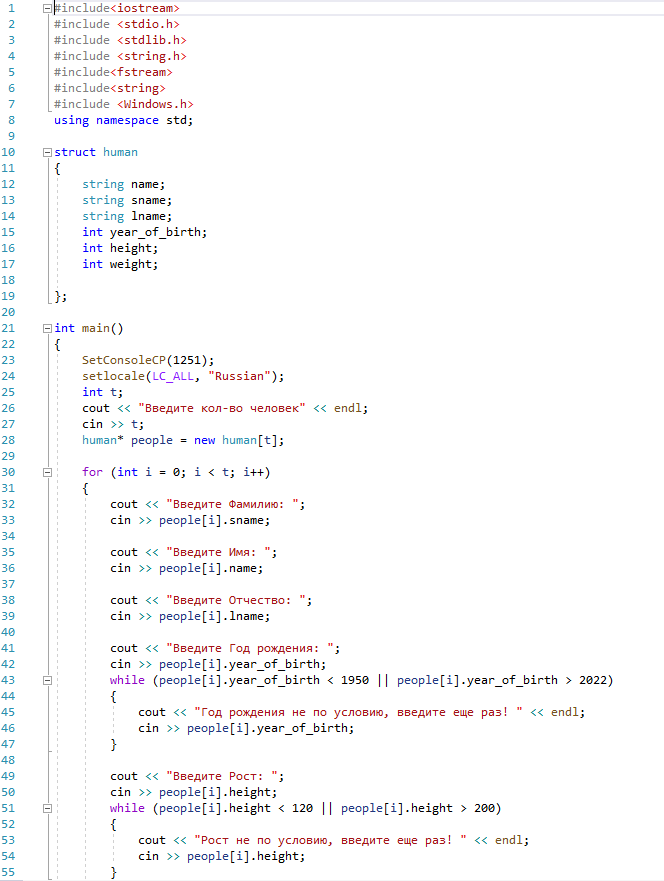 1 #include<iostream>
2 #include <stdio.h>
3 #include <stdlib.h>
4 #include <string.h>
5 #include<fstream>
6 #include<string>
7 #include <Windows.h>
8 using namespace std;
9
10 struct human
11 {
12     string name;
13     string sname;
14     string lname;
15     int year_of_birth;
16     int height;
17     int weight;
18
19 };
20
21 int main()
22 {
23     SetConsoleCP(1251);
24     setlocale(LC_ALL, "Russian");
25     int t;
26     cout << "Введите кол-во человек" << endl;
27     cin >> t;
28     human* people = new human[t];
29
30     for (int i = 0; i < t; i++)
31     {
32         cout << "Введите Фамилию: ";
33         cin >> people[i].sname;
34
35         cout << "Введите Имя: ";
36         cin >> people[i].name;
37
38         cout << "Введите Отчество: ";
39         cin >> people[i].lname;
40
41         cout << "Введите Год рождения: ";
42         cin >> people[i].year_of_birth;
43         while (people[i].year_of_birth < 1950 || people[i].year_of_birth > 2022)
44         {
45             cout << "Год рождения не по условию, введите еще раз! " << endl;
46             cin >> people[i].year_of_birth;
47         }
48
49         cout << "Введите Рост: ";
50         cin >> people[i].height;
51         while (people[i].height < 120 || people[i].height > 200)
52         {
53             cout << "Рост не по условию, введите еще раз! " << endl;
54             cin >> people[i].height;
55         }